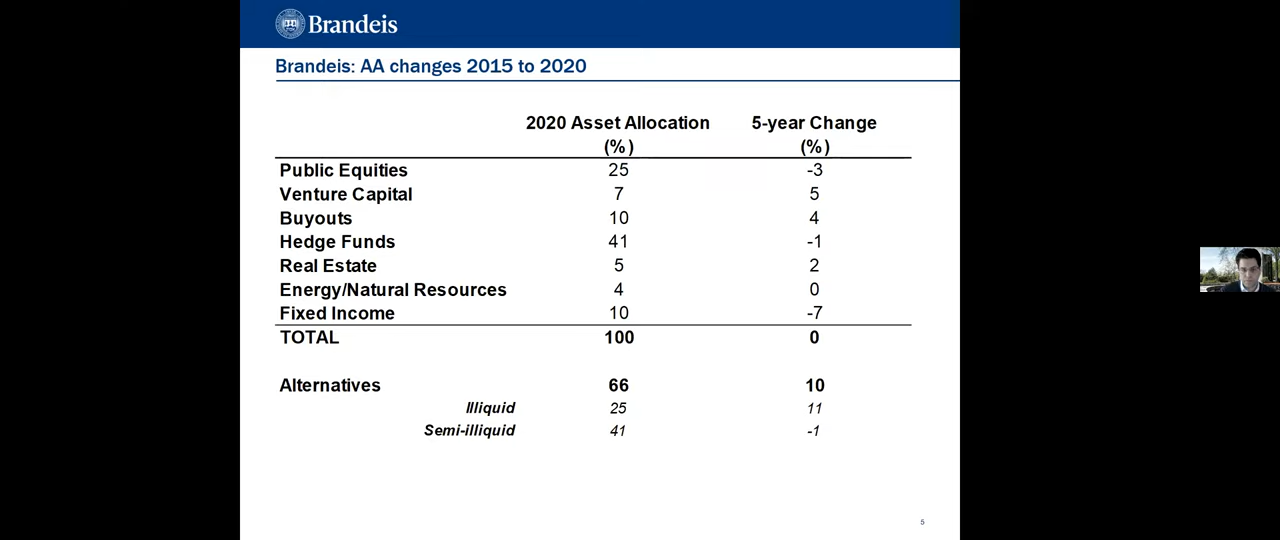 Brandeis
Brandeis: AA changes 2015 to 2020
2020 Asset Allocation 5-year Change
(%) (%)
Public Equities 25 -3
Venture Capital 7 5
Buyouts 10 4
Hedge Funds 41 -1
Real Estate 5 2
Energy/Natural Resources 4 0
Fixed Income 10 -7
TOTAL 100 0
Alternatives 66 10
Illiquid 25 11
Semi-illiquid 41 -1
5